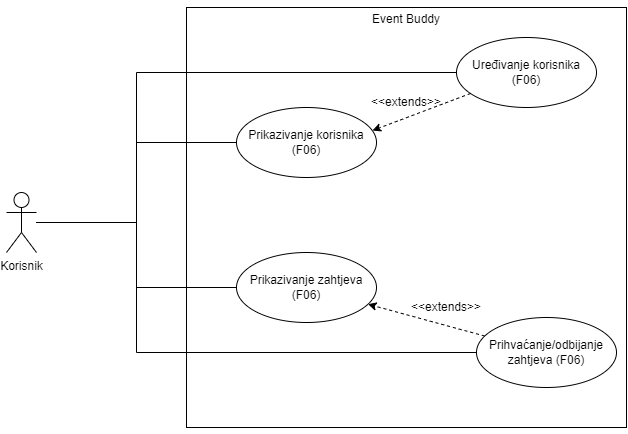 Event Buddy
Uređivanje korisnika
(F06)
<<extends>>
Prikazivanje korisnika
(F06)
Korisnik
Prikazivanje zahtjeva
(F06)
<<extends>>
Prihvaćanje/odbijanje
zahtjeva (F06)